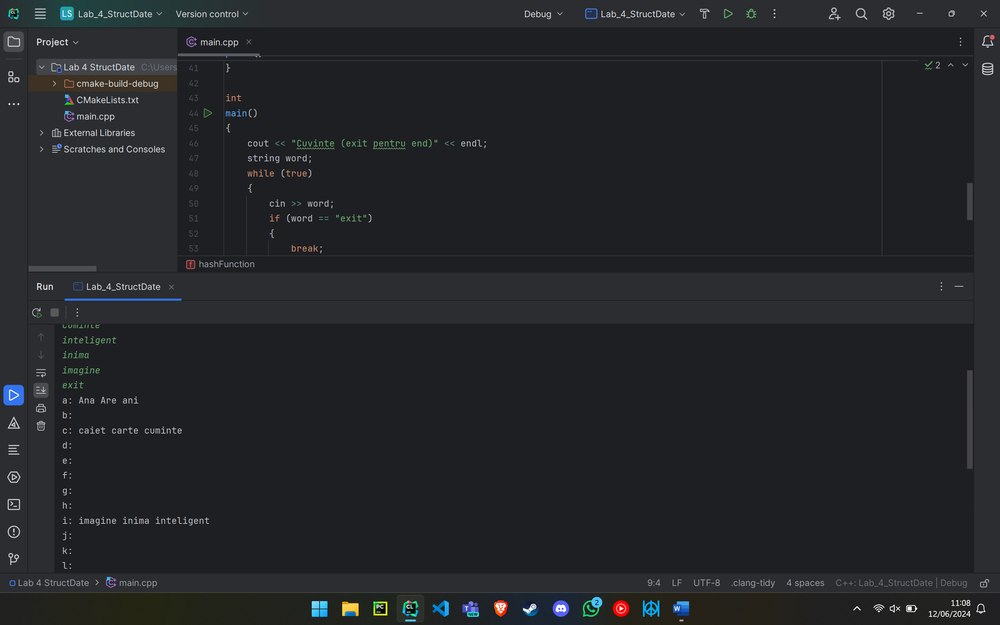 LS Lab_4_StructDate Version control Debug Lab_4_StructDate
Project
main.cpp
Lab 4 StructDate C:\Users
cmake-build-debug
CMakeLists.txt
main.cpp
External Libraries
Scratches and Consoles
2
41 }
42
43 int
44 main()
45 {
46 cout << "Cuvinte (exit pentru end)" << endl;
47 string word;
48 while (true)
49 {
50 cin >> word;
51 if (word == "exit")
52 {
53 break;
hashFunction
Run Lab_4_StructDate
cuminte
inteligent
inima
imagine
exit
a: Ana Are ani
b:
c: caiet carte cuminte
d:
e:
f:
g:
h:
i: imagine inima inteligent
j:
k:
l:
Lab 4 StructDate > main.cpp
9:4 LF UTF-8 .clang-tidy 4 spaces C++: Lab_4_StructDate | Debug
PC CL T NEW 2 W
11:08
12/06/2024